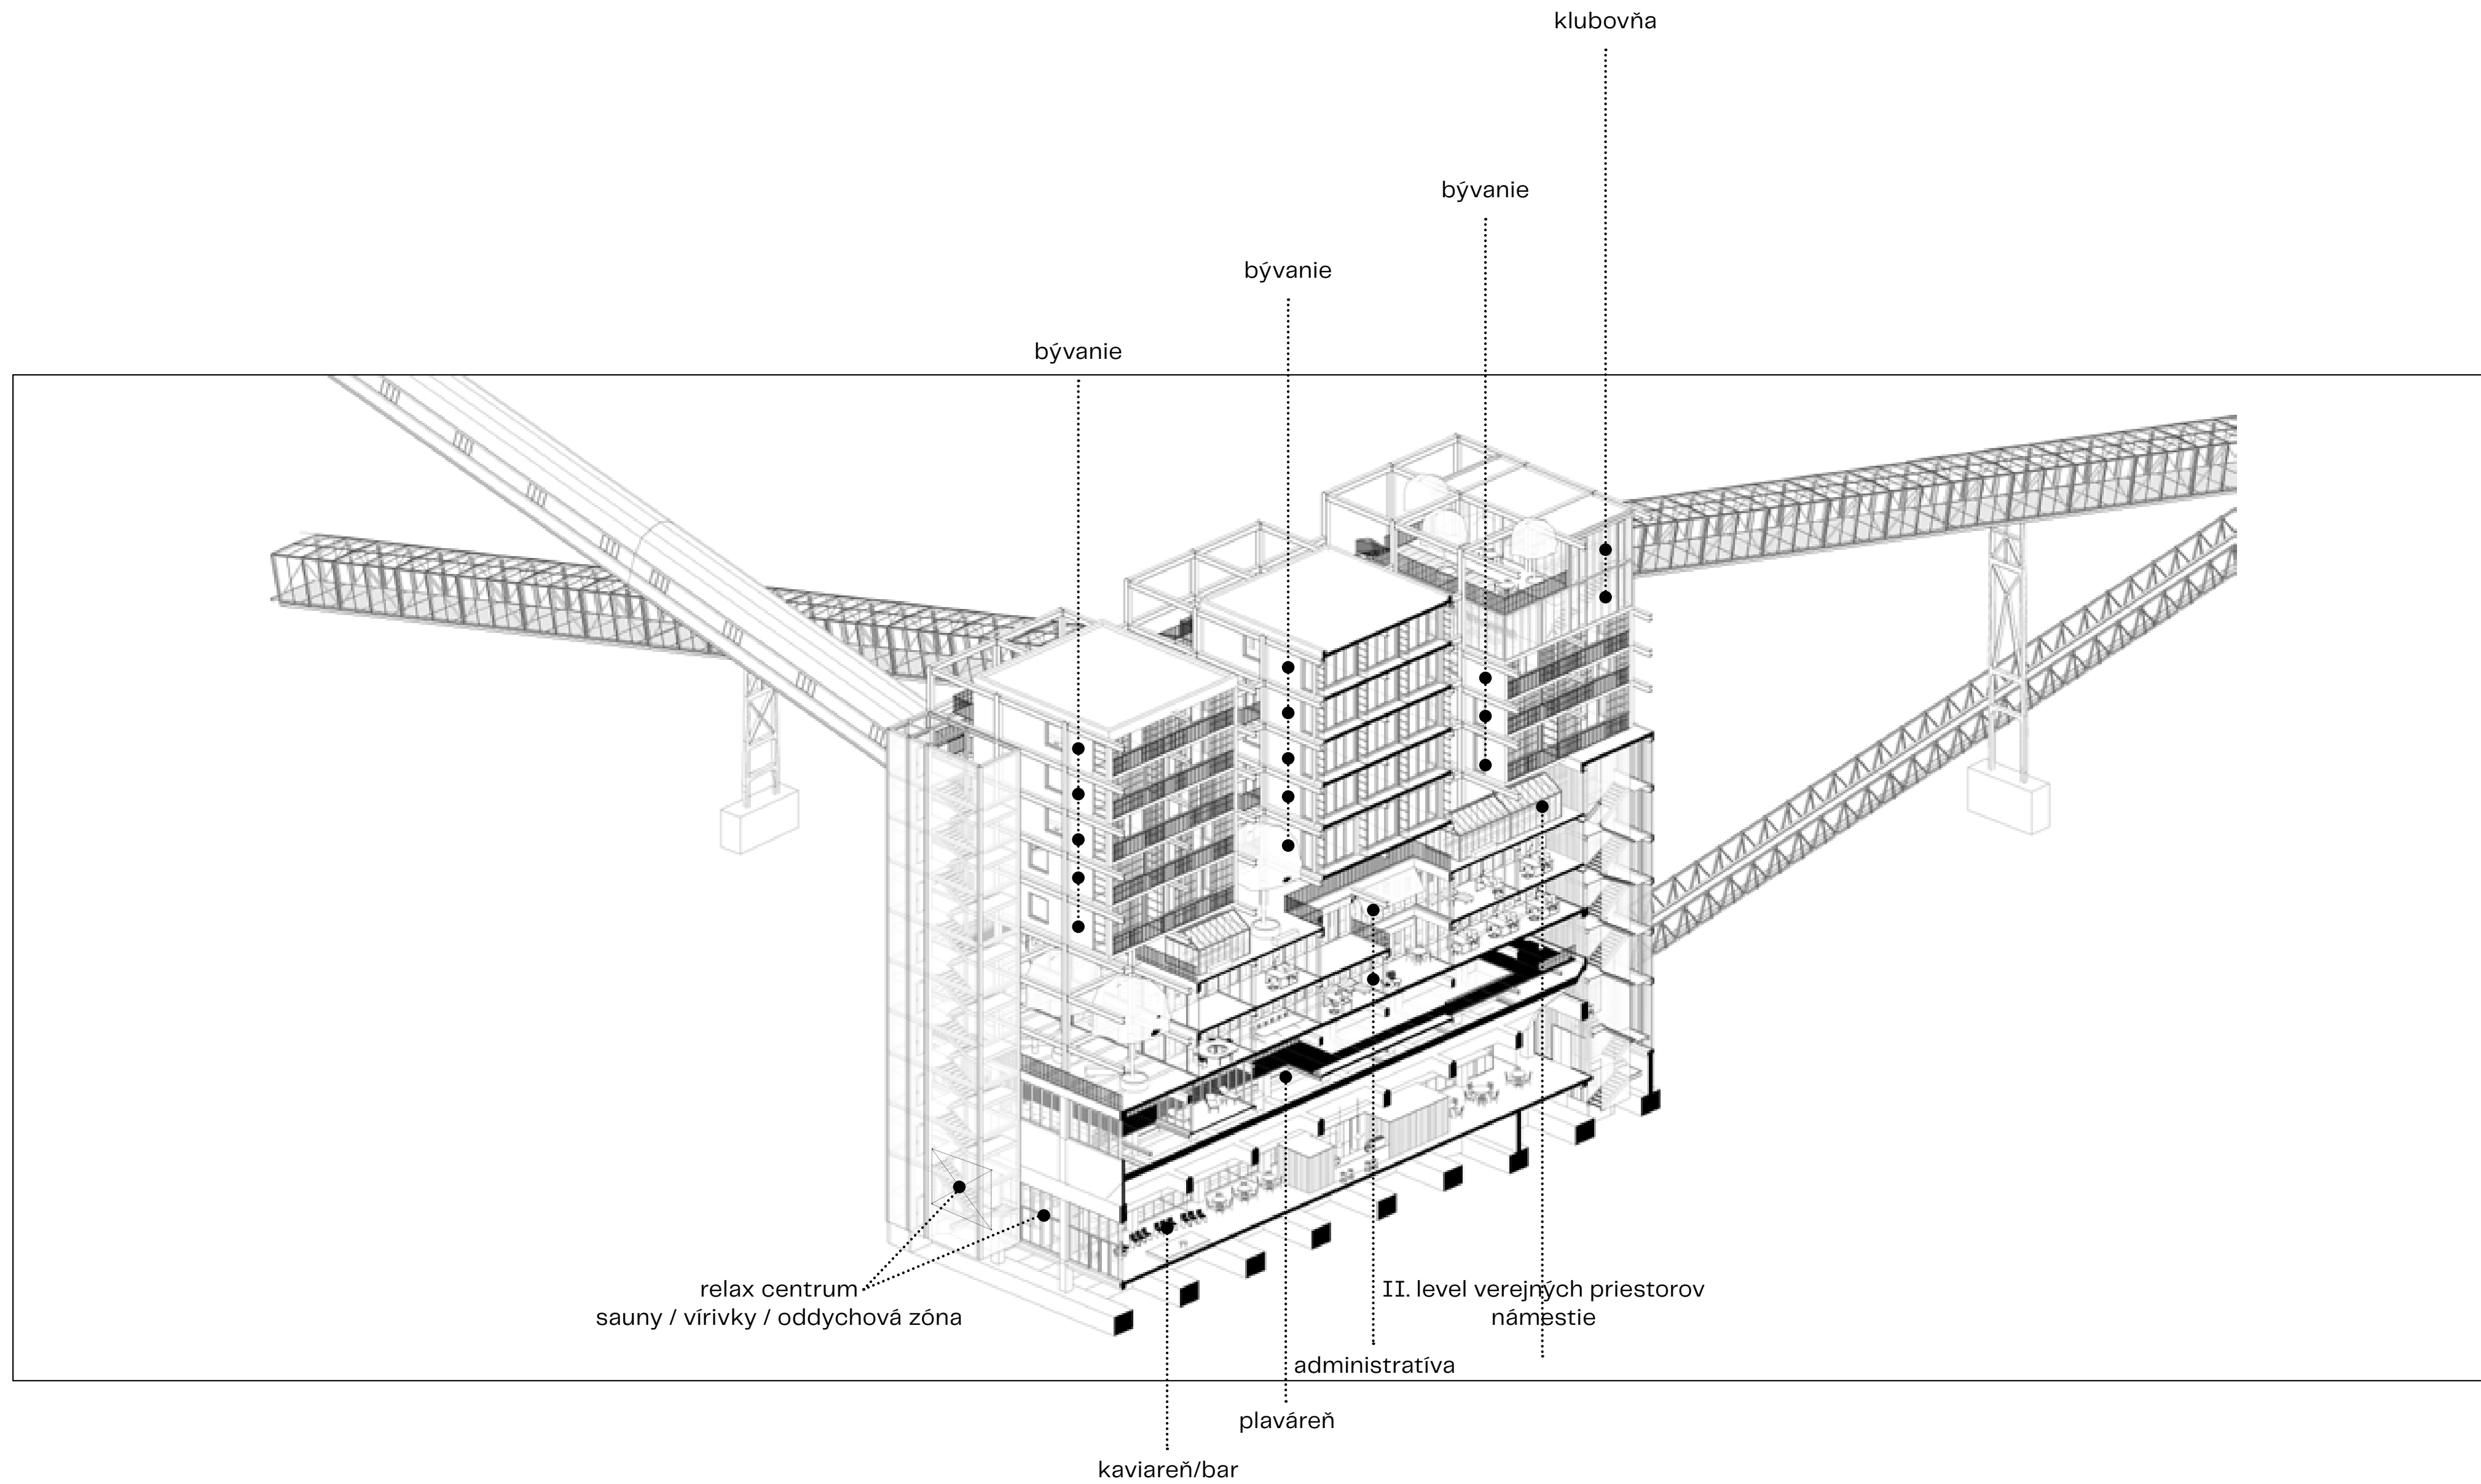 klubovňa
bývanie
bývanie
bývanie
relax centrum
sauny / vírivky / oddychová zóna
II. level verejných priestorov
námestie
administratíva
plaváreň
kaviareň/bar